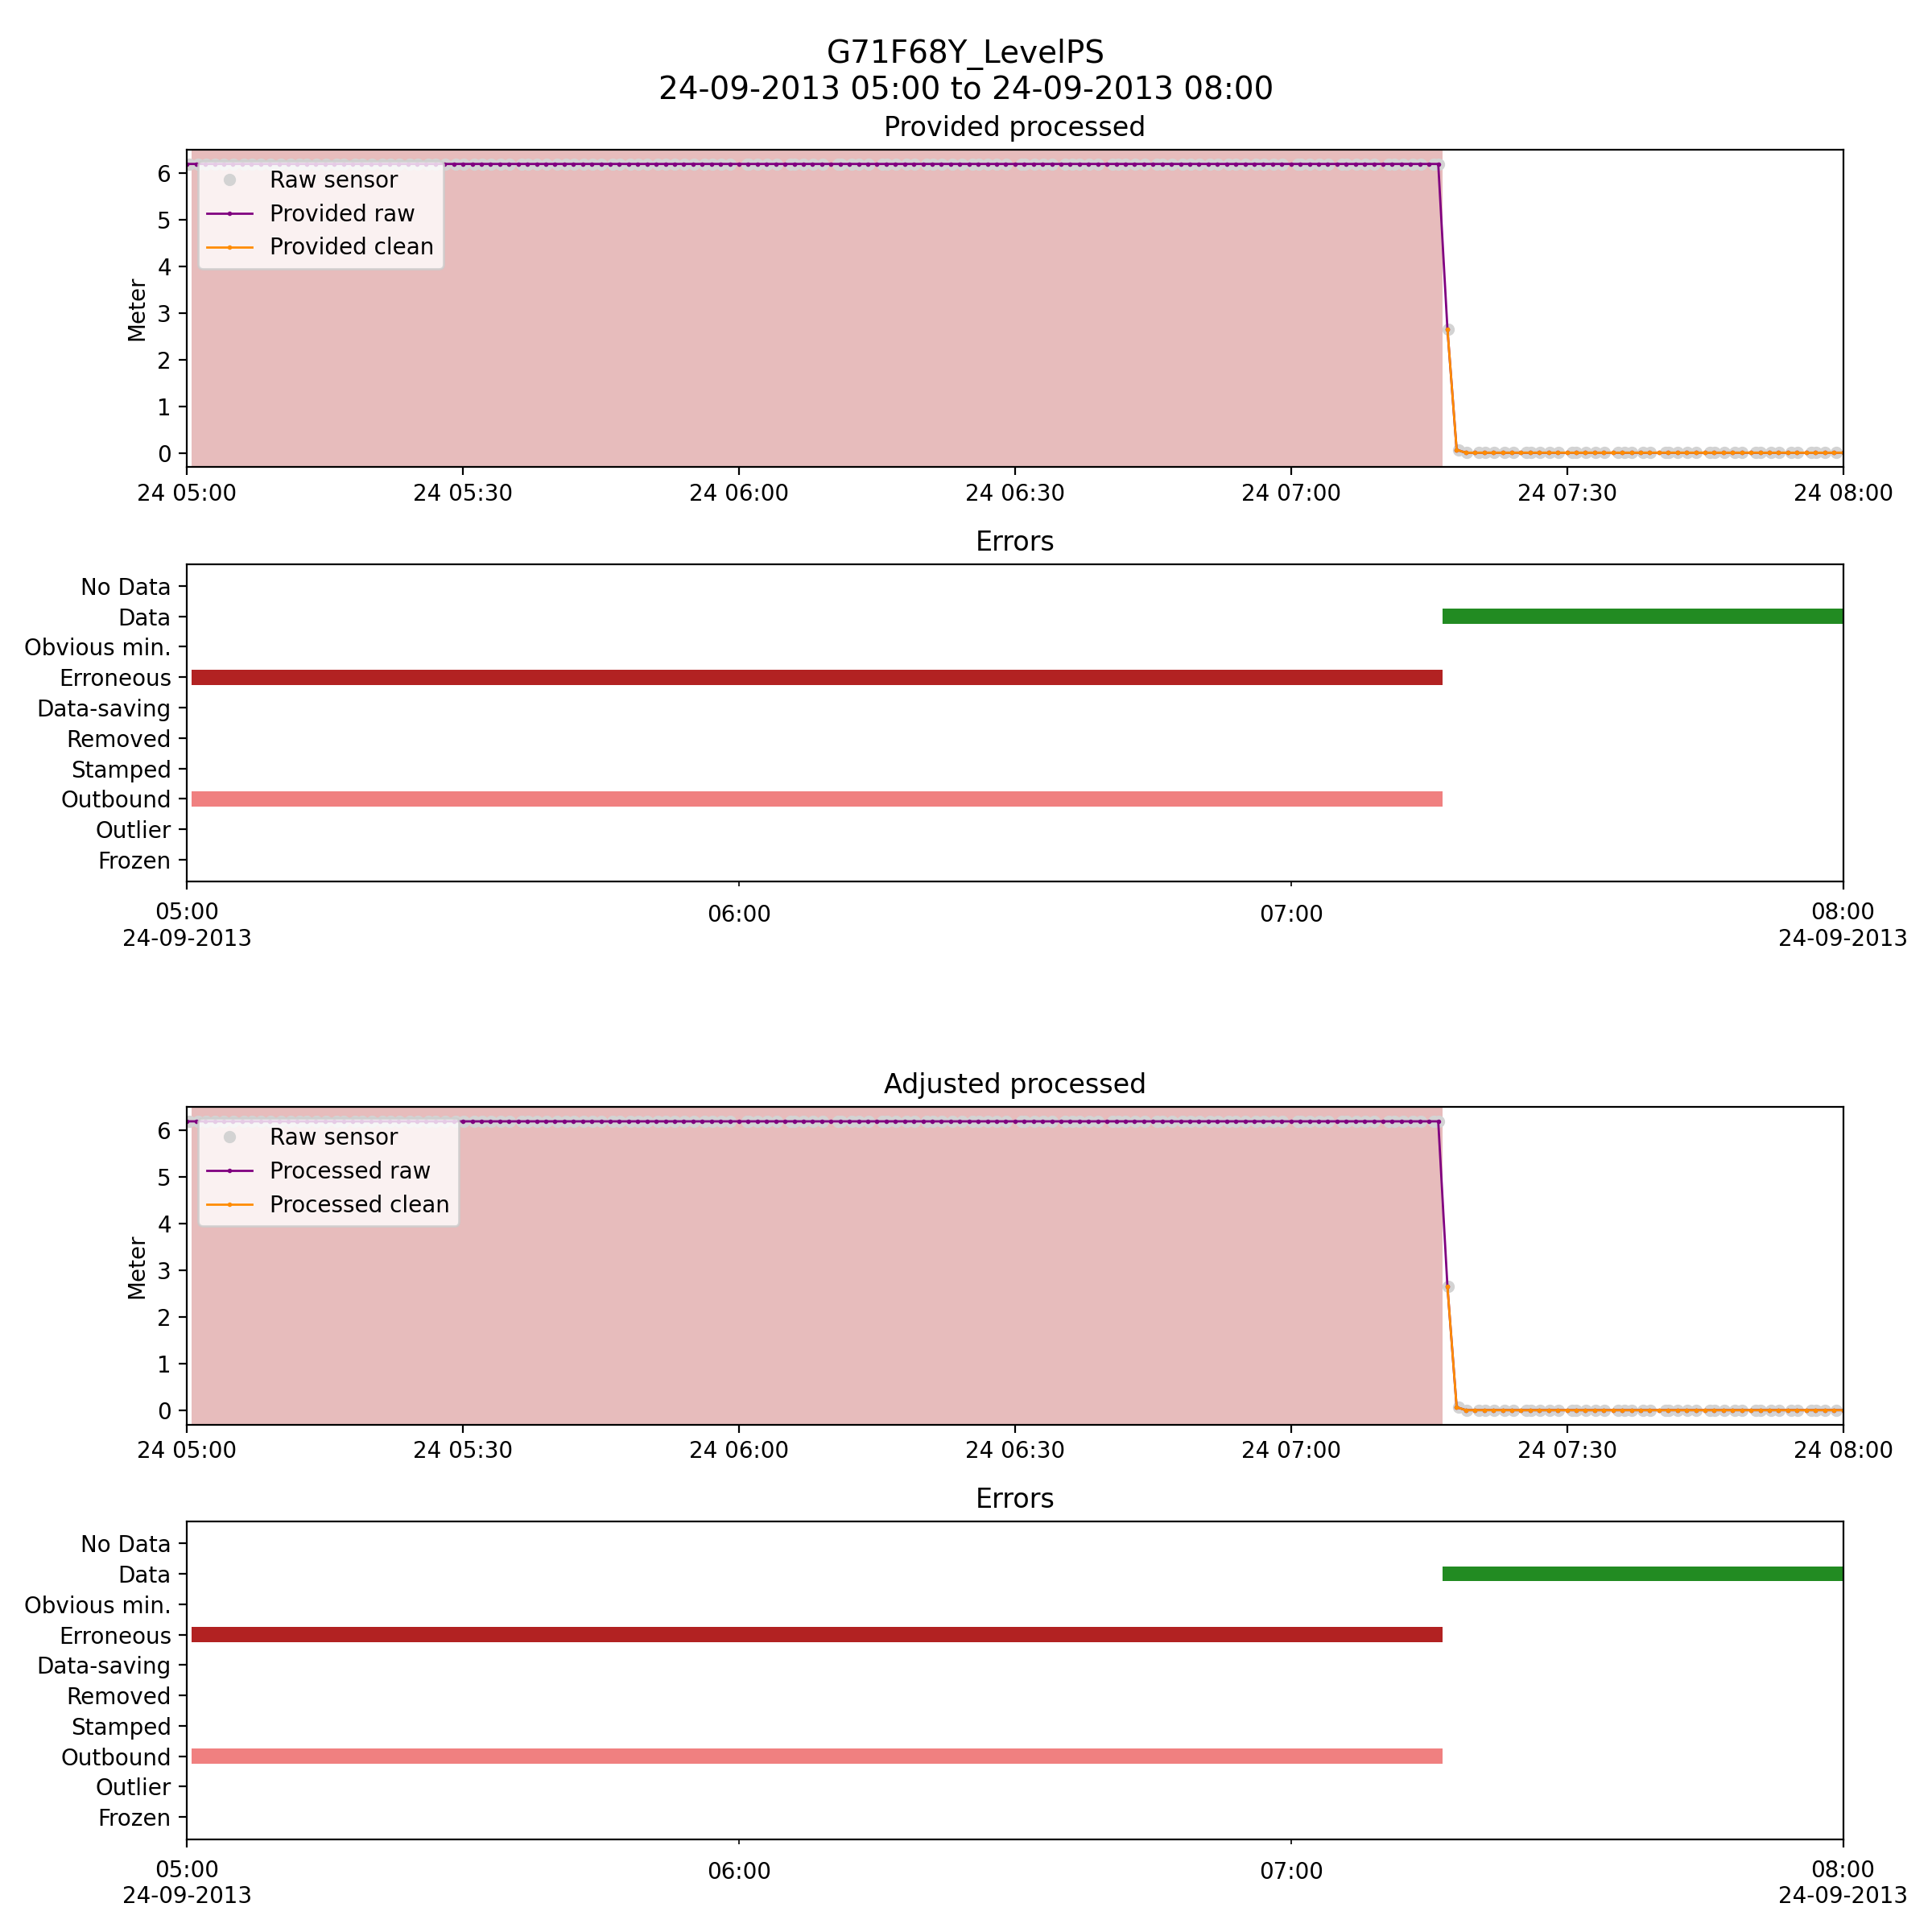 G71F68Y_LevelPS
24-09-2013 05:00 to 24-09-2013 08:00
Provided processed
Meter
6
5
4
3
2
1
0
Raw sensor
Provided raw
Provided clean
24 05:00 24 05:30 24 06:00 24 06:30 24 07:00 24 07:30 24 08:00
Errors
No Data
Data
Obvious min.
Erroneous
Data-saving
Removed
Stamped
Outbound
Outlier
Frozen
05:00 06:00 07:00 08:00
24-09-2013 24-09-2013
Adjusted processed
Meter
6
5
4
3
2
1
0
Raw sensor
Processed raw
Processed clean
24 05:00 24 05:30 24 06:00 24 06:30 24 07:00 24 07:30 24 08:00
Errors
No Data
Data
Obvious min.
Erroneous
Data-saving
Removed
Stamped
Outbound
Outlier
Frozen
05:00 06:00 07:00 08:00
24-09-2013 24-09-2013